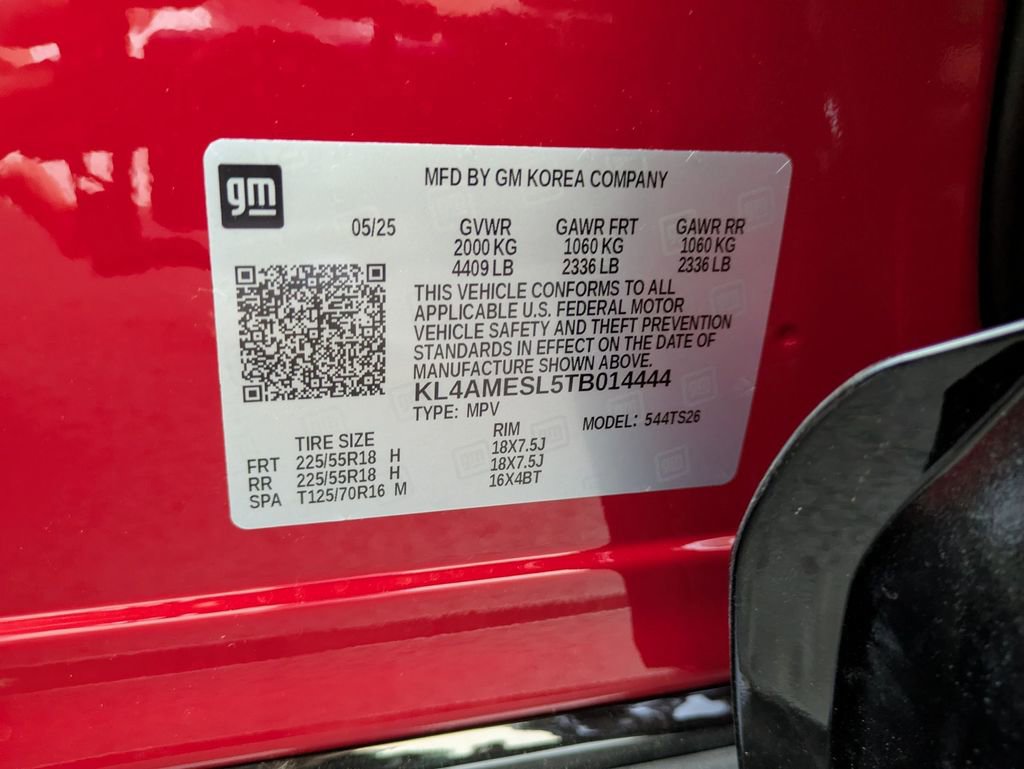 gm
MFD BY GM KOREA COMPANY
05/25 GVWR GAWR FRT GAWR RR
2000 KG 1060 KG 1060 KG
4409 LB 2336 LB 2336 LB
THIS VEHICLE CONFORMS TO ALL
APPLICABLE U.S. FEDERAL MOTOR
VEHICLE SAFETY AND THEFT PREVENTION
STANDARDS IN EFFECT ON THE DATE OF
MANUFACTURE SHOWN ABOVE.
KL4AMESL5TB014444
TYPE: MPV MODEL: 544TS26
TIRE SIZE RIM
FRT 225/55R18 H 18X7.5J
RR 225/55R18 H 18X7.5J
SPA T125/70R16 M 16X4BT